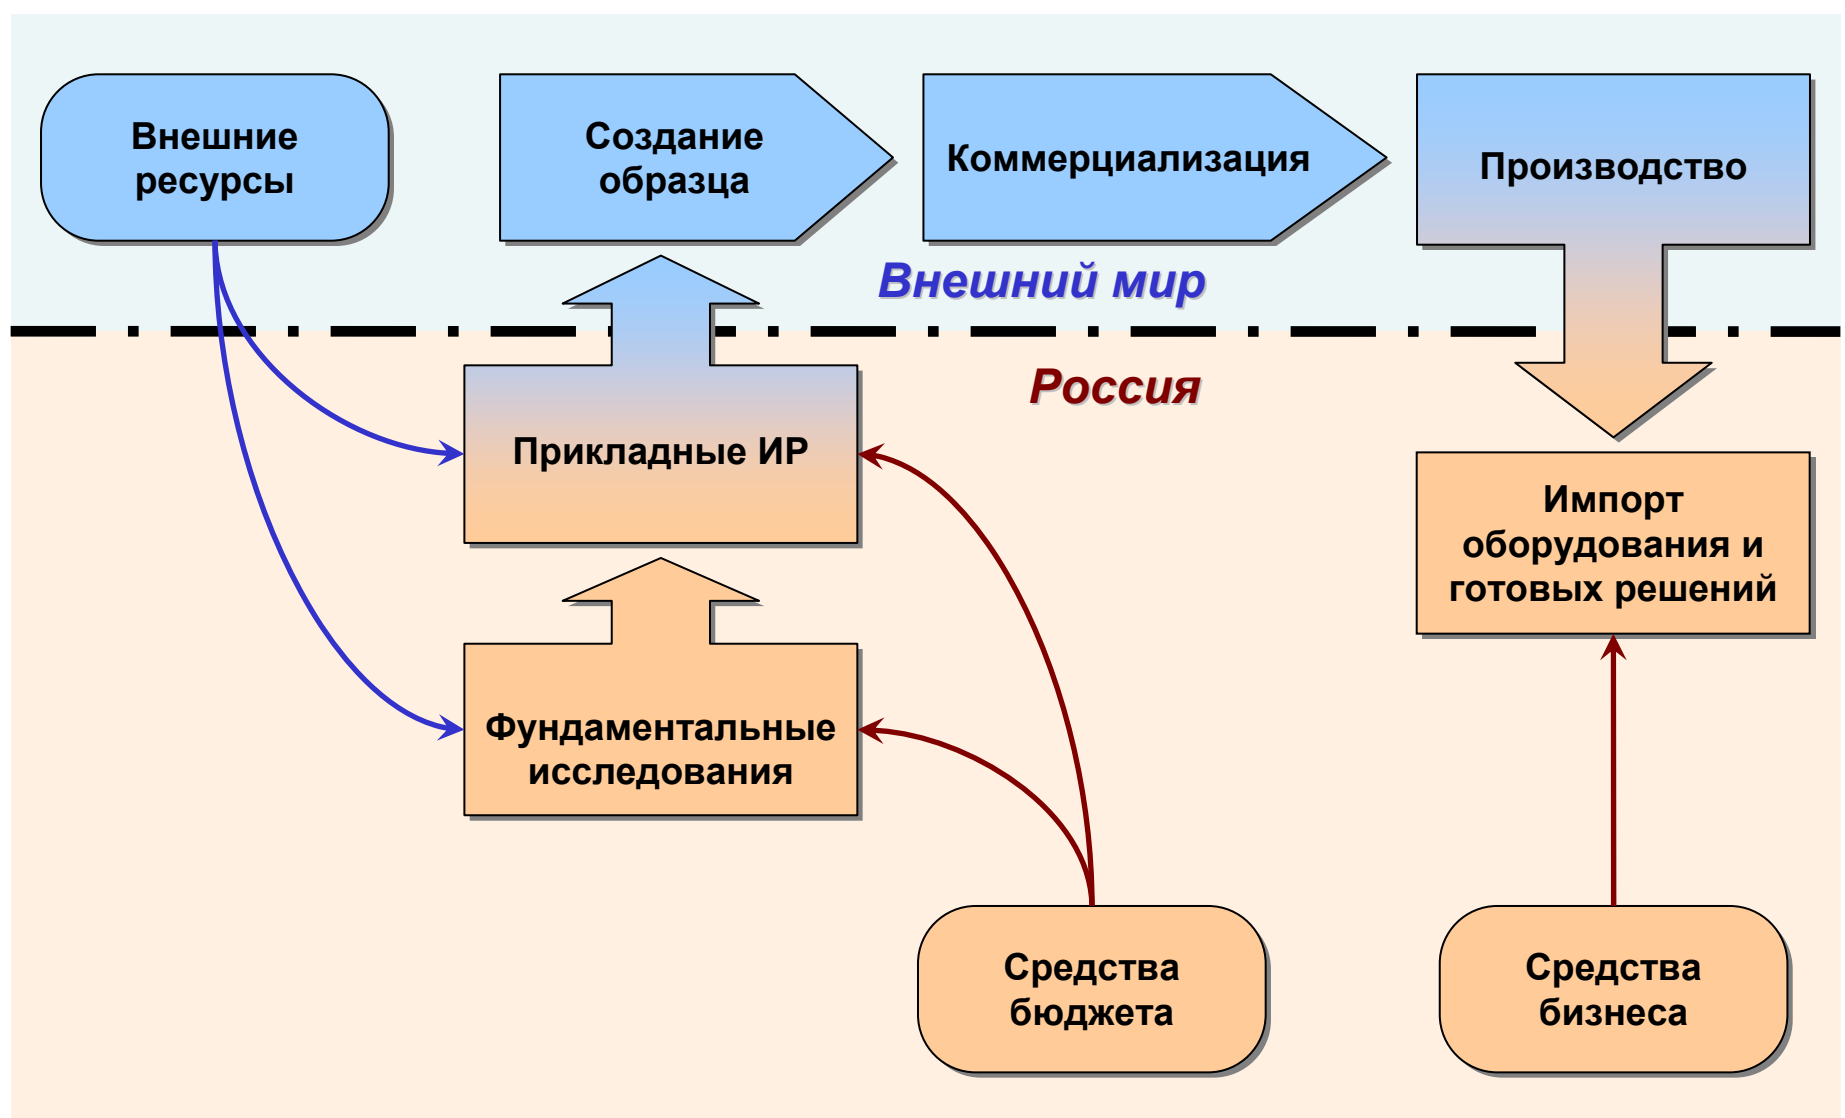 Внешние
ресурсы
Создание
образца
Коммерциализация
Производство
Внешний мир
Россия
Прикладные ИР
Импорт
оборудования и
готовых решений
Фундаментальные
исследования
Средства
бюджета
Средства
бизнеса